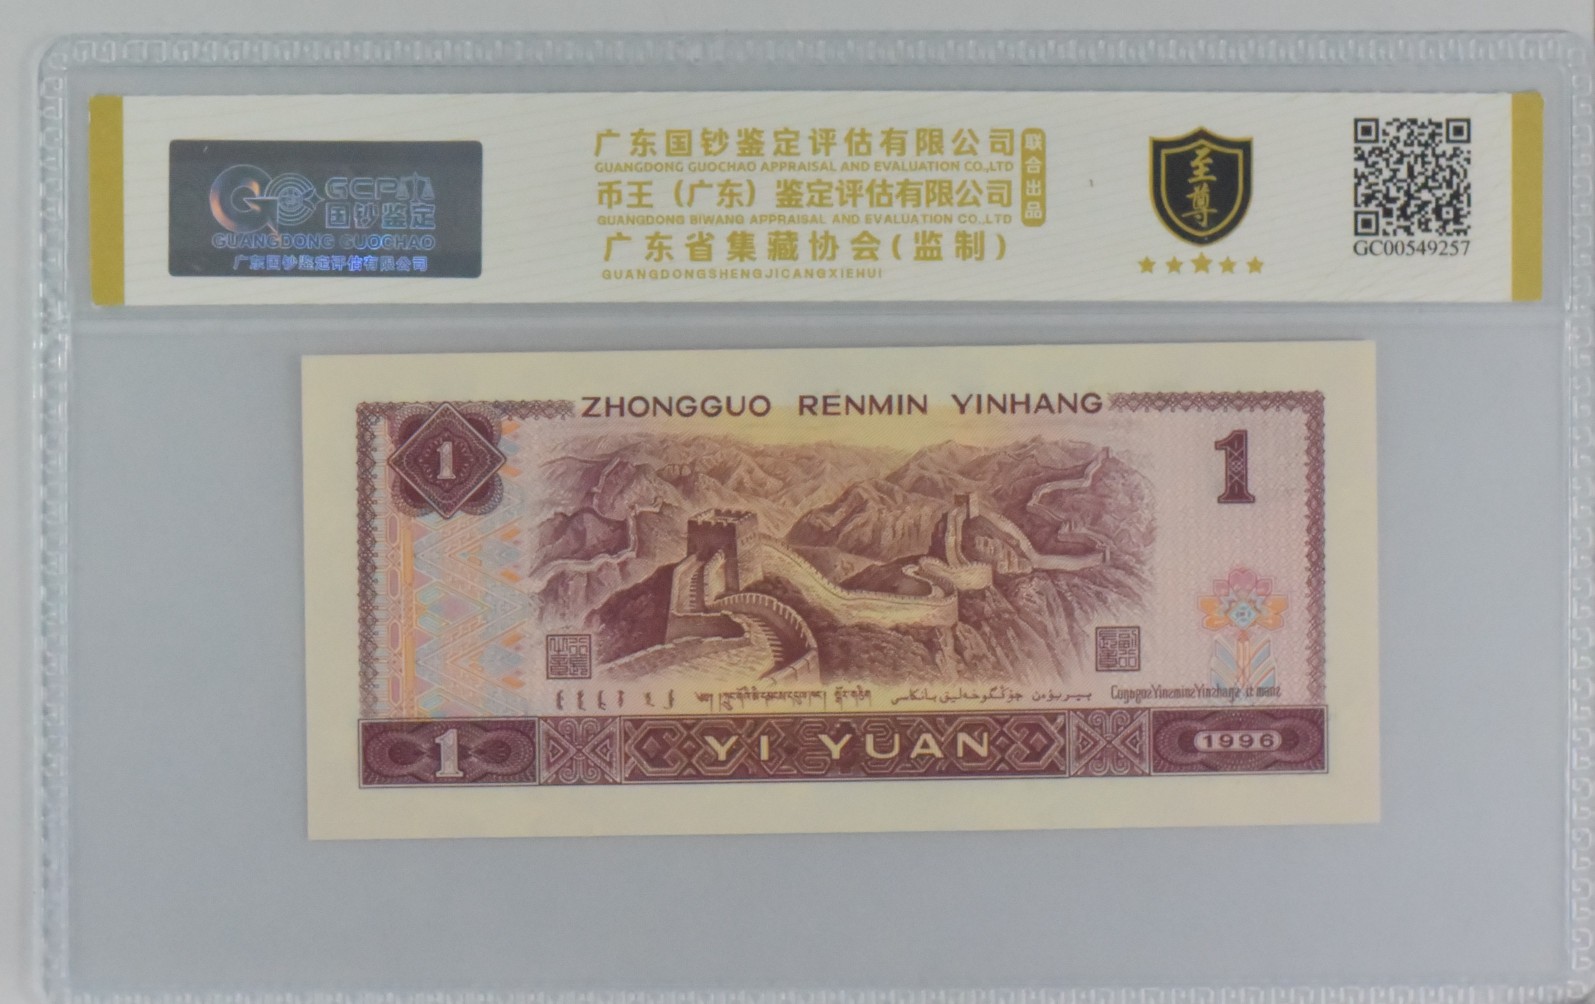 GCP
国钞鉴定
GUANGDONG GUOCHAO
广东国钞鉴定评估有限公司
广东国钞鉴定评估有限公司
GUANGDONG GUOCHAO APPRAISAL AND EVALUATION CO.,LTD
币王（广东）鉴定评估有限公司
GUANGDONG BIWANG APPRAISAL AND EVALUATION CO.,LTD
广东省集藏协会(监制)
GUANGDONGSHENGJICANGXIEHUI
联合出品
至尊
GC00549257
ZHONGGUO RENMIN YINHANG
1
1
1
YI YUAN
1996